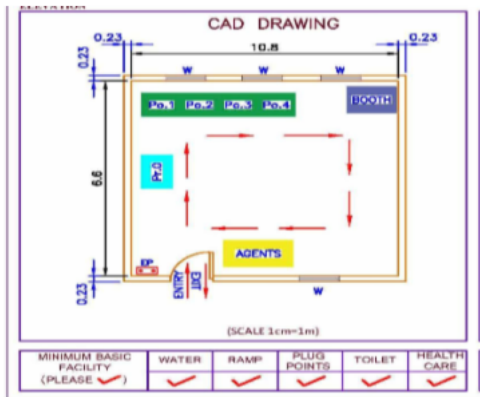 ELEVATION
CAD DRAWING
0.23 10.8 0.23
0.23
W W W
Po.1 Po.2 Po.3 Po.4 BOOTH
6.6
Pr.0
AGENTS
EP
0.23
ENTRY EXIT
W
(SCALE 1cm=1m)
MINIMUM BASIC FACILITY (PLEASE ✓) WATER RAMP PLUG POINTS TOILET HEALTH CARE